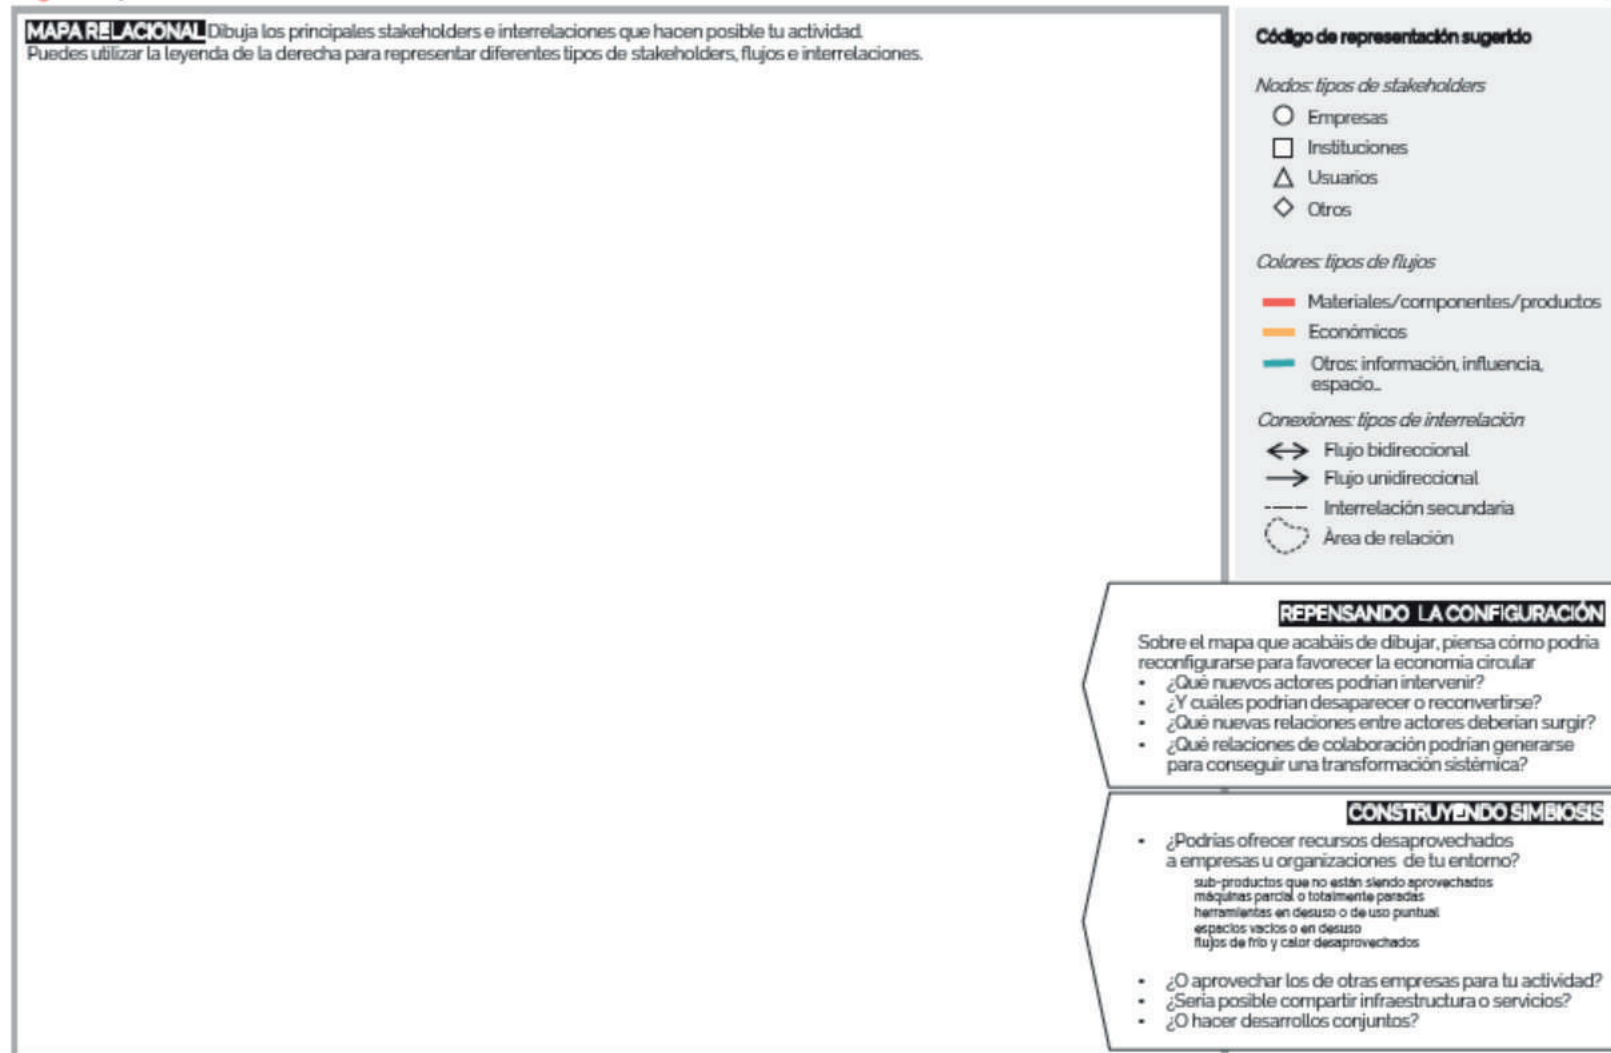 MAPA RELACIONAL Dibuja los principales stakeholders e interrelaciones que hacen posible tu actividad.
Puedes utilizar la leyenda de la derecha para representar diferentes tipos de stakeholders, flujos e interrelaciones.
Código de representación sugerido
Nodos: tipos de stakeholders
Empresas
Instituciones
Usuarios
Otros
Colores: tipos de flujos
Materiales/componentes/productos
Económicos
Otros: información, influencia,
espacio...
Conexiones: tipos de interrelación
Flujo bidireccional
Flujo unidireccional
Interrelación secundaria
Àrea de relación
REPENSANDO LA CONFIGURACIÓN
Sobre el mapa que acabáis de dibujar, piensa cómo podría
reconfigurarse para favorecer la economía circular
• ¿Qué nuevos actores podrían intervenir?
• ¿Y cuáles podrían desaparecer o reconvertirse?
• ¿Qué nuevas relaciones entre actores deberían surgir?
• ¿Qué relaciones de colaboración podrían generarse
para conseguir una transformación sistémica?
CONSTRUYENDO SIMBIOSIS
• ¿Podrías ofrecer recursos desaprovechados
a empresas u organizaciones de tu entorno?
sub-productos que no están siendo aprovechados
máquinas parcial o totalmente paradas
herramientas en desuso o de uso puntual
espacios vacíos o en desuso
flujos de frío y calor desaprovechados
• ¿O aprovechar los de otras empresas para tu actividad?
• ¿Sería posible compartir infraestructura o servicios?
• ¿O hacer desarrollos conjuntos?